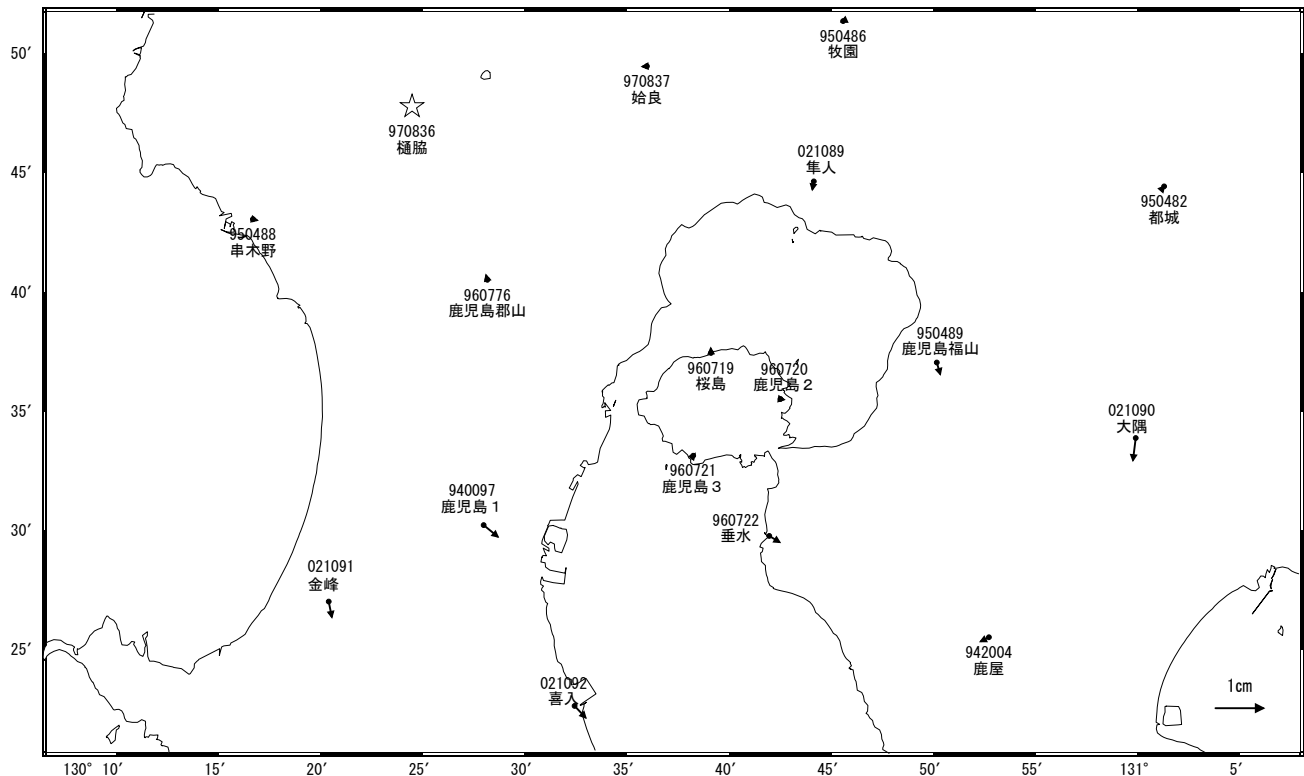 50′
950486
牧園
970837
姶良
970836
樋脇
45′
021089
隼人
950482
都城
950488
串木野
40′
960776
鹿児島郡山
950489
鹿児島福山
960719
桜島
960720
鹿児島2
35′
021090
大隅
960721
鹿児島3
940097
鹿児島1
30′
960722
垂水
021091
金峰
25′
942004
鹿屋
021092
喜入
1cm
130° 10′ 15′ 20′ 25′ 30′ 35′ 40′ 45′ 50′ 55′ 131° 5′